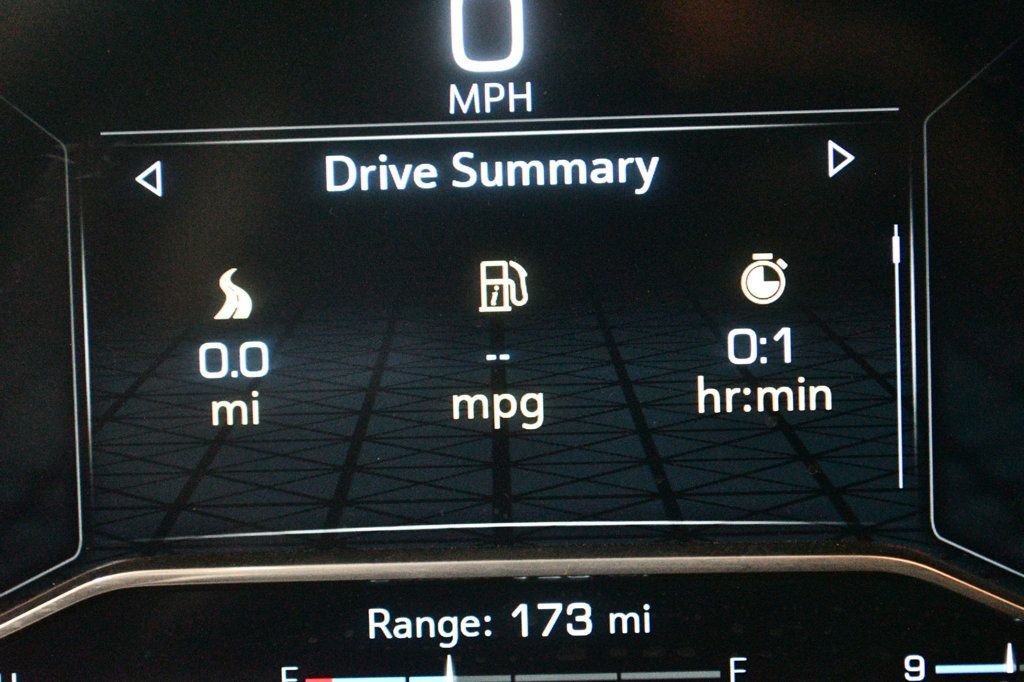 0
MPH
Drive Summary
0.0 -- 0:1
mi mpg hr:min
Range: 173 mi
E F 9